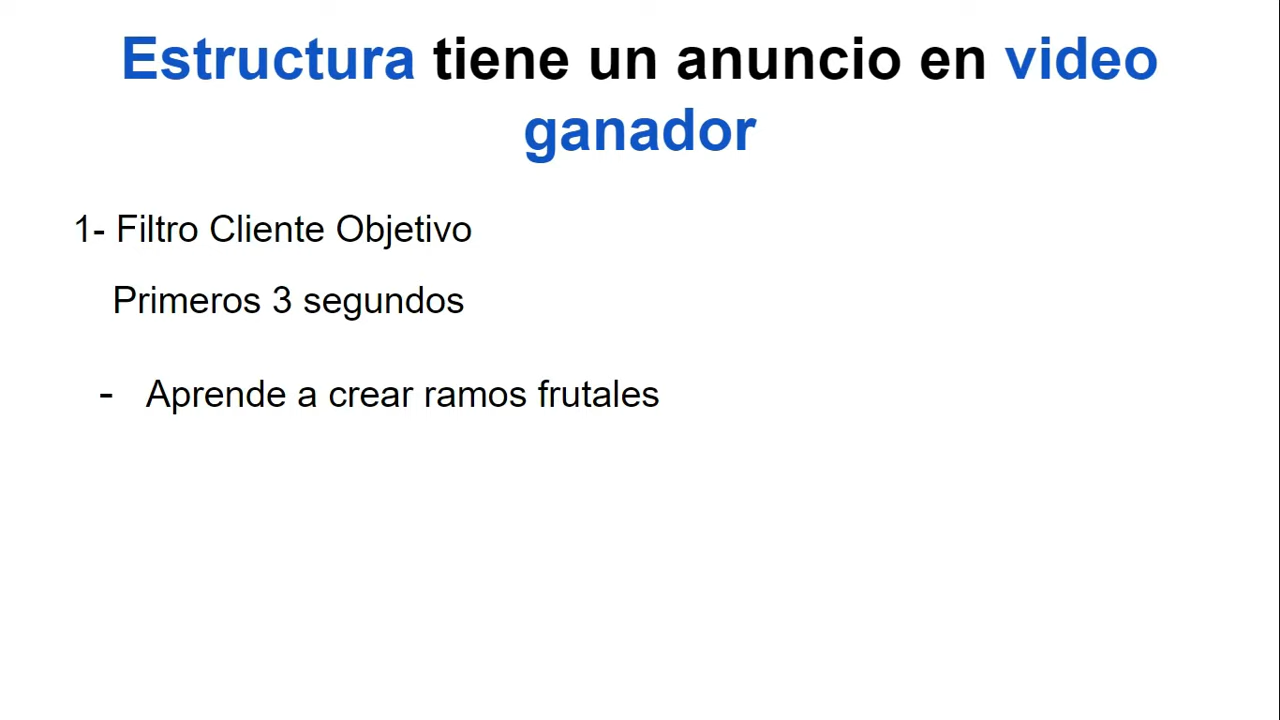 Estructura tiene un anuncio en video
ganador
1- Filtro Cliente Objetivo
Primeros 3 segundos
- Aprende a crear ramos frutales